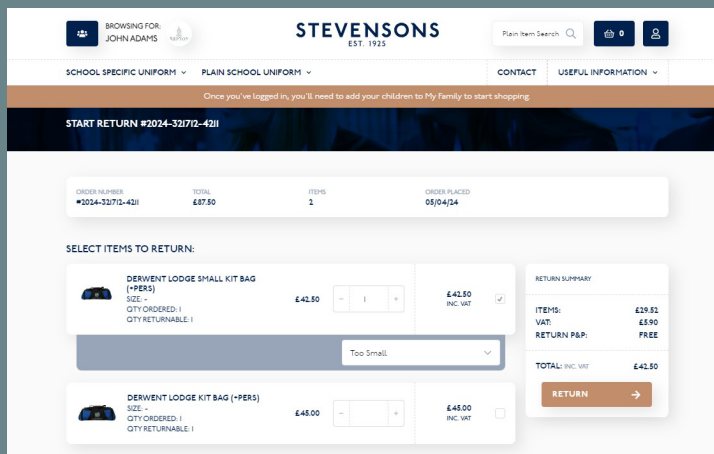 BROWSING FOR:
JOHN ADAMS
STEVENSONS
EST. 1925
Plain Item Search
0
SCHOOL SPECIFIC UNIFORM
PLAIN SCHOOL UNIFORM
CONTACT
USEFUL INFORMATION
Once you've logged in, you'll need to add your children to My Family to start shopping.
START RETURN #2024-321712-4211
ORDER NUMBER TOTAL ITEMS ORDER PLACED
#2024-321712-4211 £87.50 2 05/04/24
SELECT ITEMS TO RETURN:
DERWENT LODGE SMALL KIT BAG
(+PERS)
SIZE: -
QTY ORDERED: 1
QTY RETURNABLE: 1
£42.50
- 1 +
£42.50
INC. VAT
Too Small
DERWENT LODGE KIT BAG (+PERS)
SIZE: -
QTY ORDERED: 1
QTY RETURNABLE: 1
£45.00
- +
£45.00
INC. VAT
RETURN SUMMARY
ITEMS: £29.52
VAT: £5.90
RETURN P&P: FREE
TOTAL: INC. VAT £42.50
RETURN